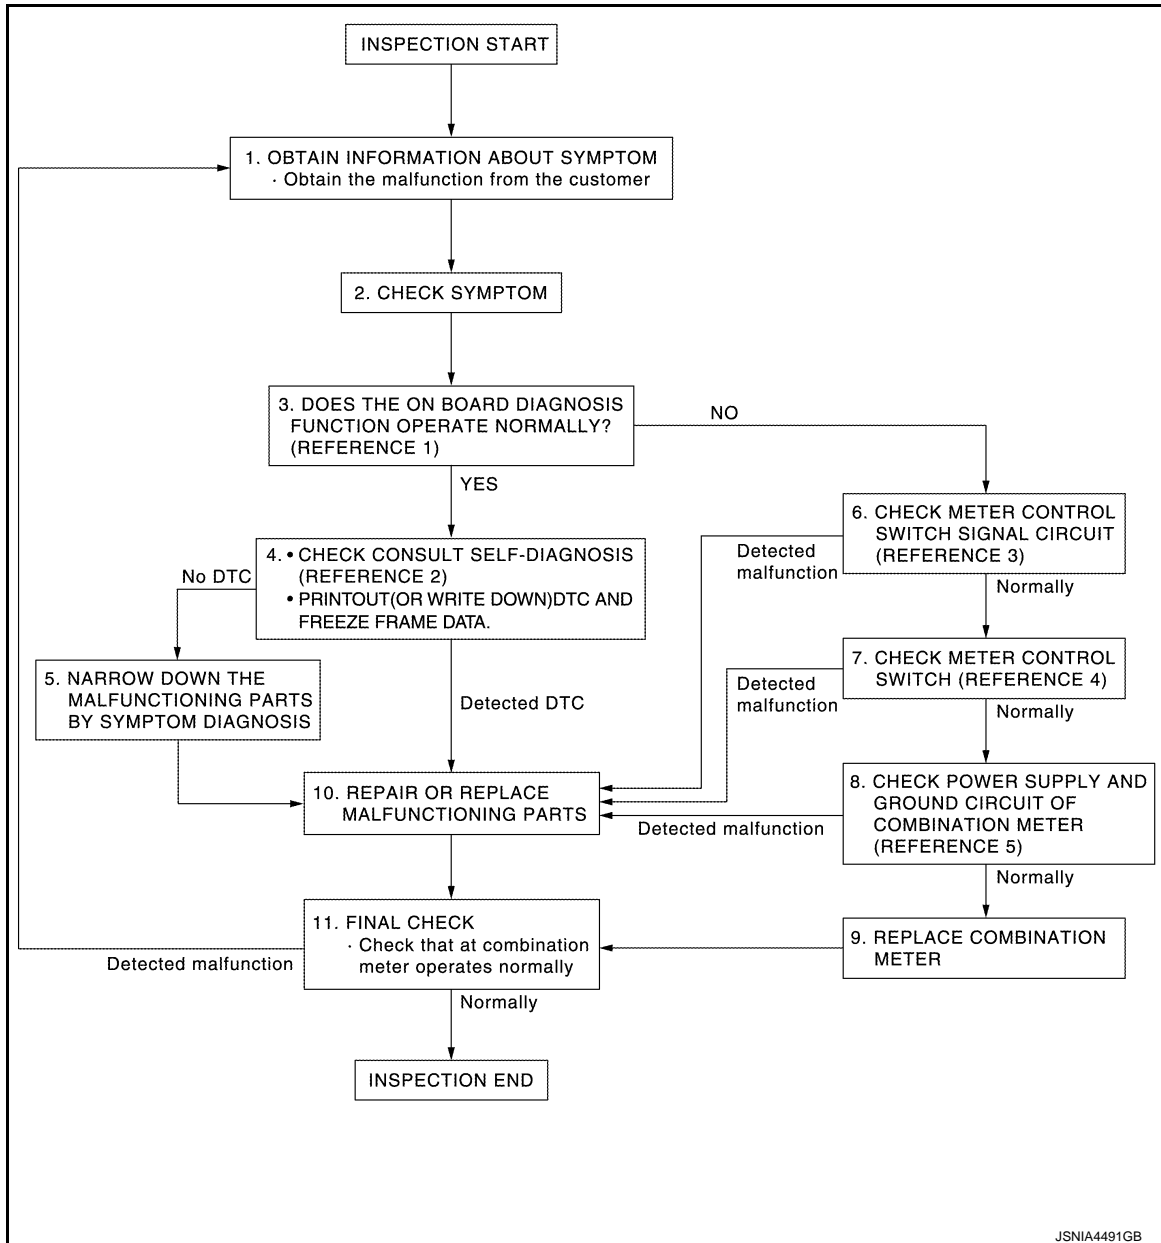 INSPECTION START
1. OBTAIN INFORMATION ABOUT SYMPTOM
· Obtain the malfunction from the customer
2. CHECK SYMPTOM
3. DOES THE ON BOARD DIAGNOSIS
FUNCTION OPERATE NORMALLY?
(REFERENCE 1)
NO
YES
4. • CHECK CONSULT SELF-DIAGNOSIS
(REFERENCE 2)
• PRINTOUT(OR WRITE DOWN)DTC AND
FREEZE FRAME DATA.
No DTC
5. NARROW DOWN THE
MALFUNCTIONING PARTS
BY SYMPTOM DIAGNOSIS
Detected DTC
6. CHECK METER CONTROL
SWITCH SIGNAL CIRCUIT
(REFERENCE 3)
Detected
malfunction
Normally
7. CHECK METER CONTROL
SWITCH (REFERENCE 4)
Detected
malfunction
Normally
8. CHECK POWER SUPPLY AND
GROUND CIRCUIT OF
COMBINATION METER
(REFERENCE 5)
Detected malfunction
Normally
9. REPLACE COMBINATION
METER
10. REPAIR OR REPLACE
MALFUNCTIONING PARTS
11. FINAL CHECK
· Check that at combination
meter operates normally
Detected malfunction
Normally
INSPECTION END
JSNIA4491GB